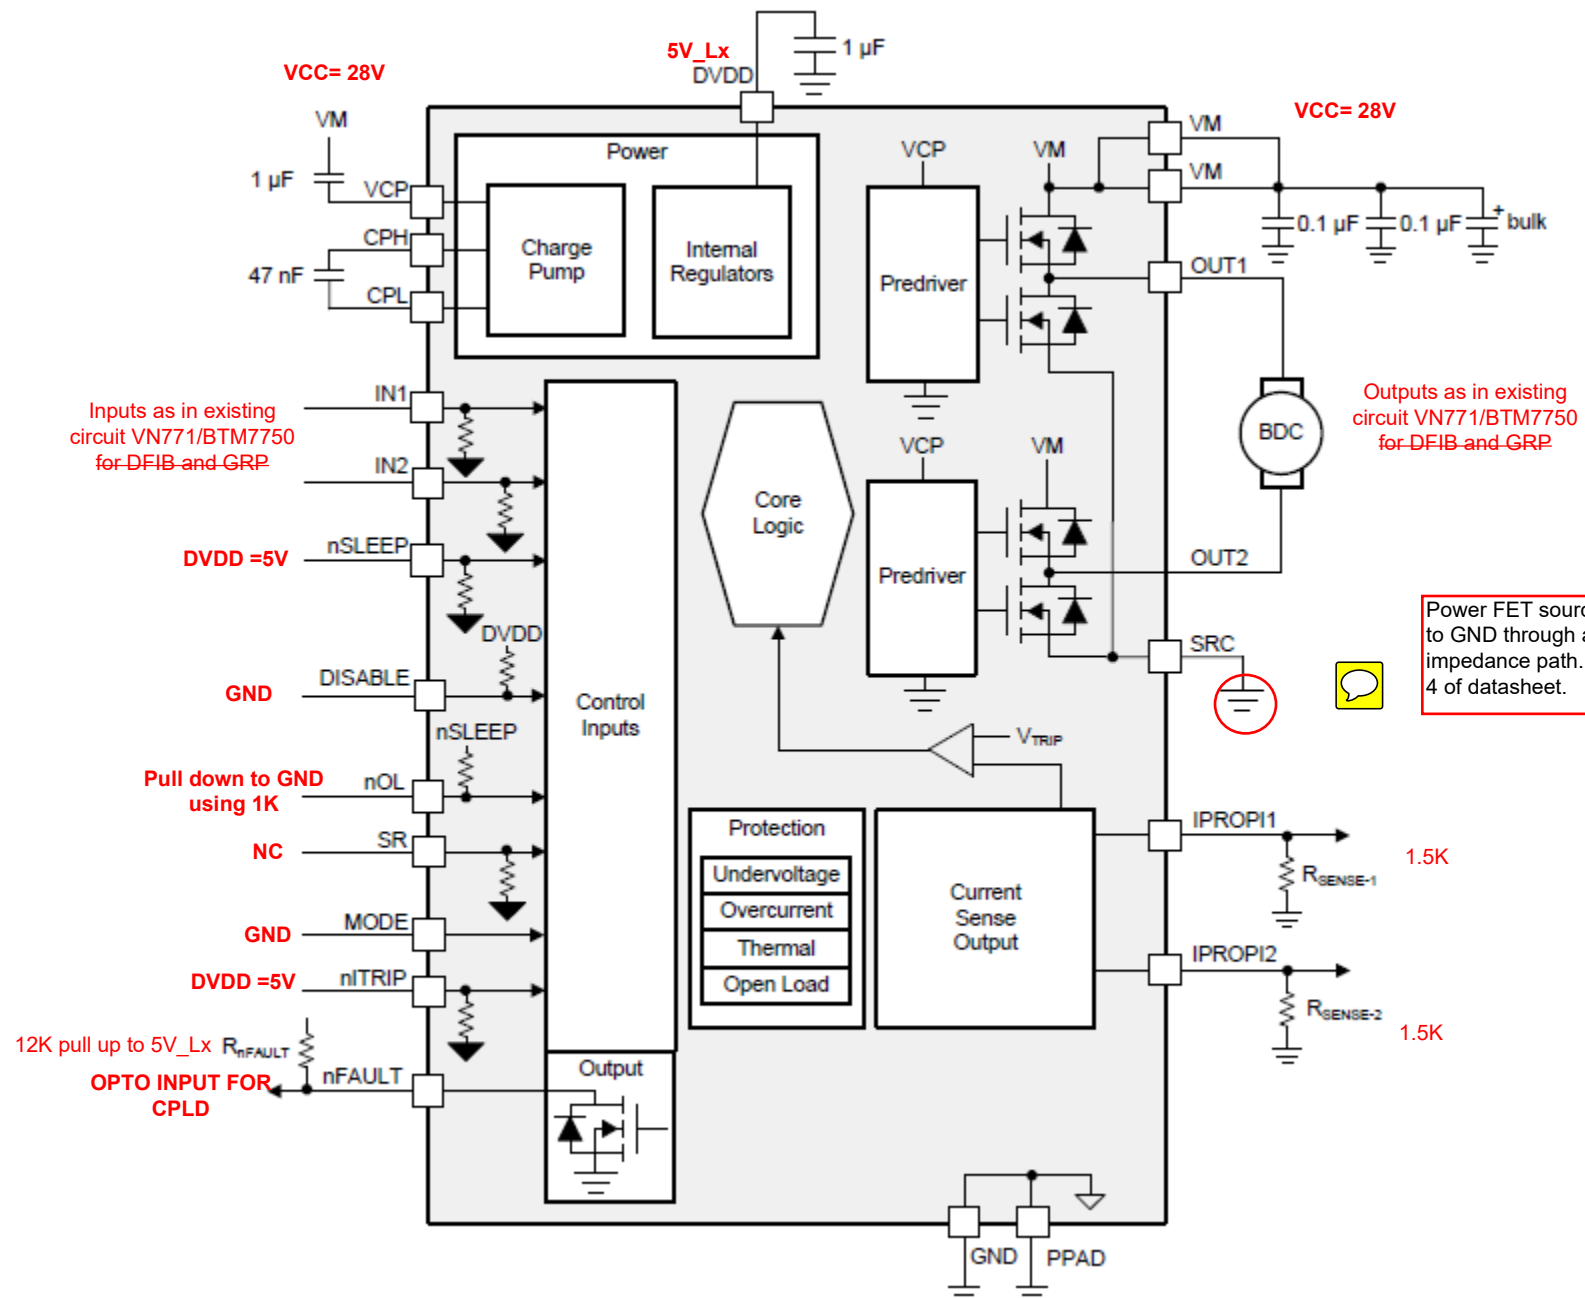 5V_Lx
DVDD
1 µF
VCC= 28V
VM
1 µF
VCP
CPH
47 nF
CPL
Power
Charge
Pump
Internal
Regulators
VCP
VM
Predriver
VCC= 28V
VM
VM
0.1 µF
0.1 µF
+
bulk
OUT1
Inputs as in existing
circuit VN771/BTM7750
for DFIB and GRP
IN1
IN2
DVDD =5V
nSLEEP
DVDD
GND
DISABLE
nSLEEP
Pull down to GND
using 1K
nOL
NC
SR
GND
MODE
DVDD =5V
nITRIP
12K pull up to 5V_Lx
RnFAULT
OPTO INPUT FOR
CPLD
nFAULT
Control
Inputs
Output
Core
Logic
VCP
VM
Predriver
BDC
Outputs as in existing
circuit VN771/BTM7750
for DFIB and GRP
OUT2
SRC
Power FET sourc
to GND through a
impedance path.
4 of datasheet.
VTRIP
Protection
Undervoltage
Overcurrent
Thermal
Open Load
Current
Sense
Output
IPROPI1
RSENSE-1
1.5K
IPROPI2
RSENSE-2
1.5K
GND
PPAD